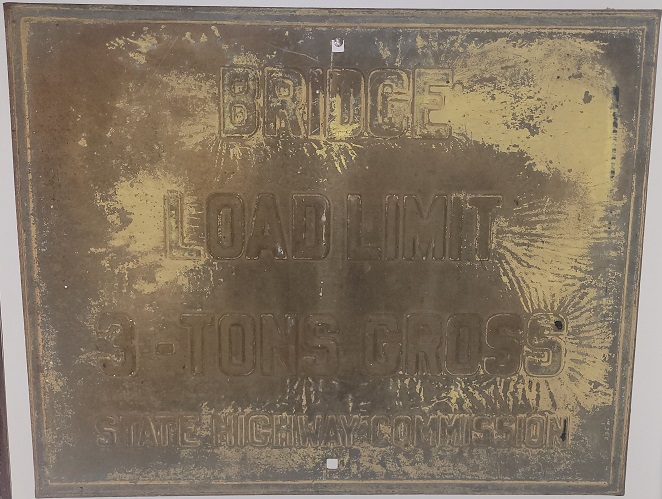 BRIDGE
LOAD LIMIT
3-TONS GROSS
STATE HIGHWAY COMMISSION